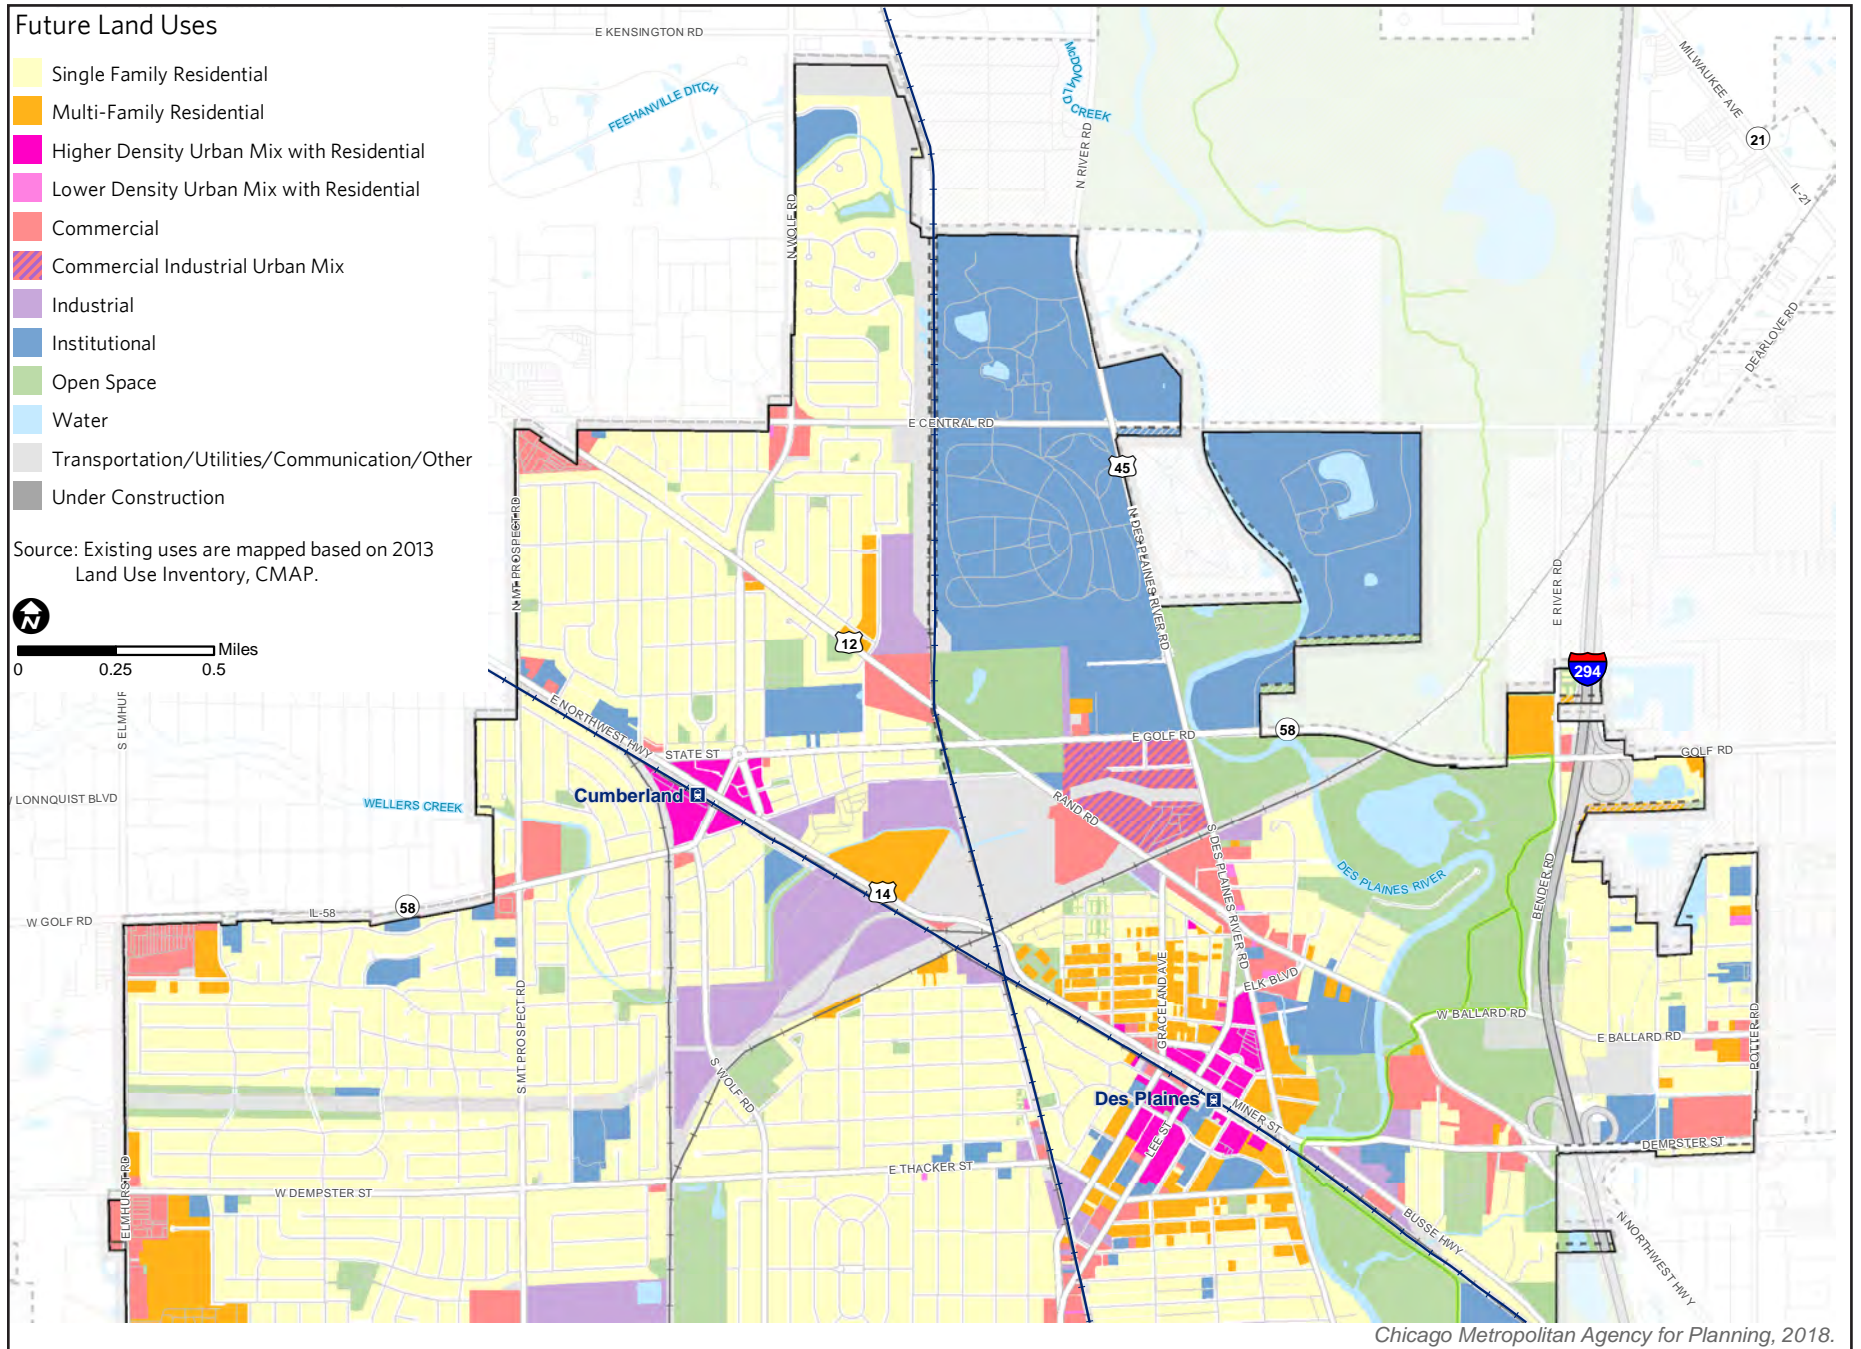 Future Land Uses
Single Family Residential
Multi-Family Residential
Higher Density Urban Mix with Residential
Lower Density Urban Mix with Residential
Commercial
Commercial Industrial Urban Mix
Industrial
Institutional
Open Space
Water
Transportation/Utilities/Communication/Other
Under Construction
Source: Existing uses are mapped based on 2013
Land Use Inventory, CMAP.
N
Miles
0 0.25 0.5
E KENSINGTON RD
FEEHANVILLE DITCH
McDONALD CREEK
N RIVER RD
MILWAUKEE AVE
21
IL-21
DEARLOVE RD
N WOLF RD
E CENTRAL RD
45
N MT PROSPECT RD
N DES PLAINES RIVER RD
E RIVER RD
12
294
S ELMHUR
E NORTHWEST HWY
STATE ST
E GOLF RD
58
GOLF RD
LONNQUIST BLVD
WELLERS CREEK
Cumberland
RAND RD
S DES PLAINES RIVER RD
DES PLAINES RIVER
BENDER RD
14
58
IL-58
W GOLF RD
GRACELAND AVE
ELK BLVD
S MT PROSPECT RD
W BALLARD RD
E BALLARD RD
POTTER RD
S WOLF RD
Des Plaines
MINER ST
LEE ST
DEMPSTER ST
E THACKER ST
W DEMPSTER ST
ELMHURST RD
BUSSE HWY
N NORTHWEST HWY
Chicago Metropolitan Agency for Planning, 2018.